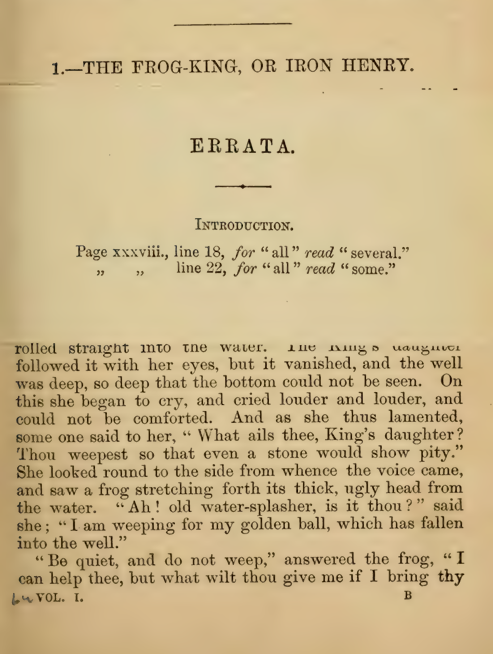 1.—THE FROG-KING, OR IRON HENRY.
ERRATA.
INTRODUCTION.
Page xxxviii., line 18, for “all” read “several.”
„ „ line 22, for “all” read “some.”
rolled straight into the water. The King's daughter
followed it with her eyes, but it vanished, and the well
was deep, so deep that the bottom could not be seen. On
this she began to cry, and cried louder and louder, and
could not be comforted. And as she thus lamented,
some one said to her, “What ails thee, King's daughter?
Thou weepest so that even a stone would show pity.”
She looked round to the side from whence the voice came,
and saw a frog stretching forth its thick, ugly head from
the water. “Ah! old water-splasher, is it thou?” said
she; “I am weeping for my golden ball, which has fallen
into the well.”
“Be quiet, and do not weep,” answered the frog, “I
can help thee, but what wilt thou give me if I bring thy
VOL. I. B